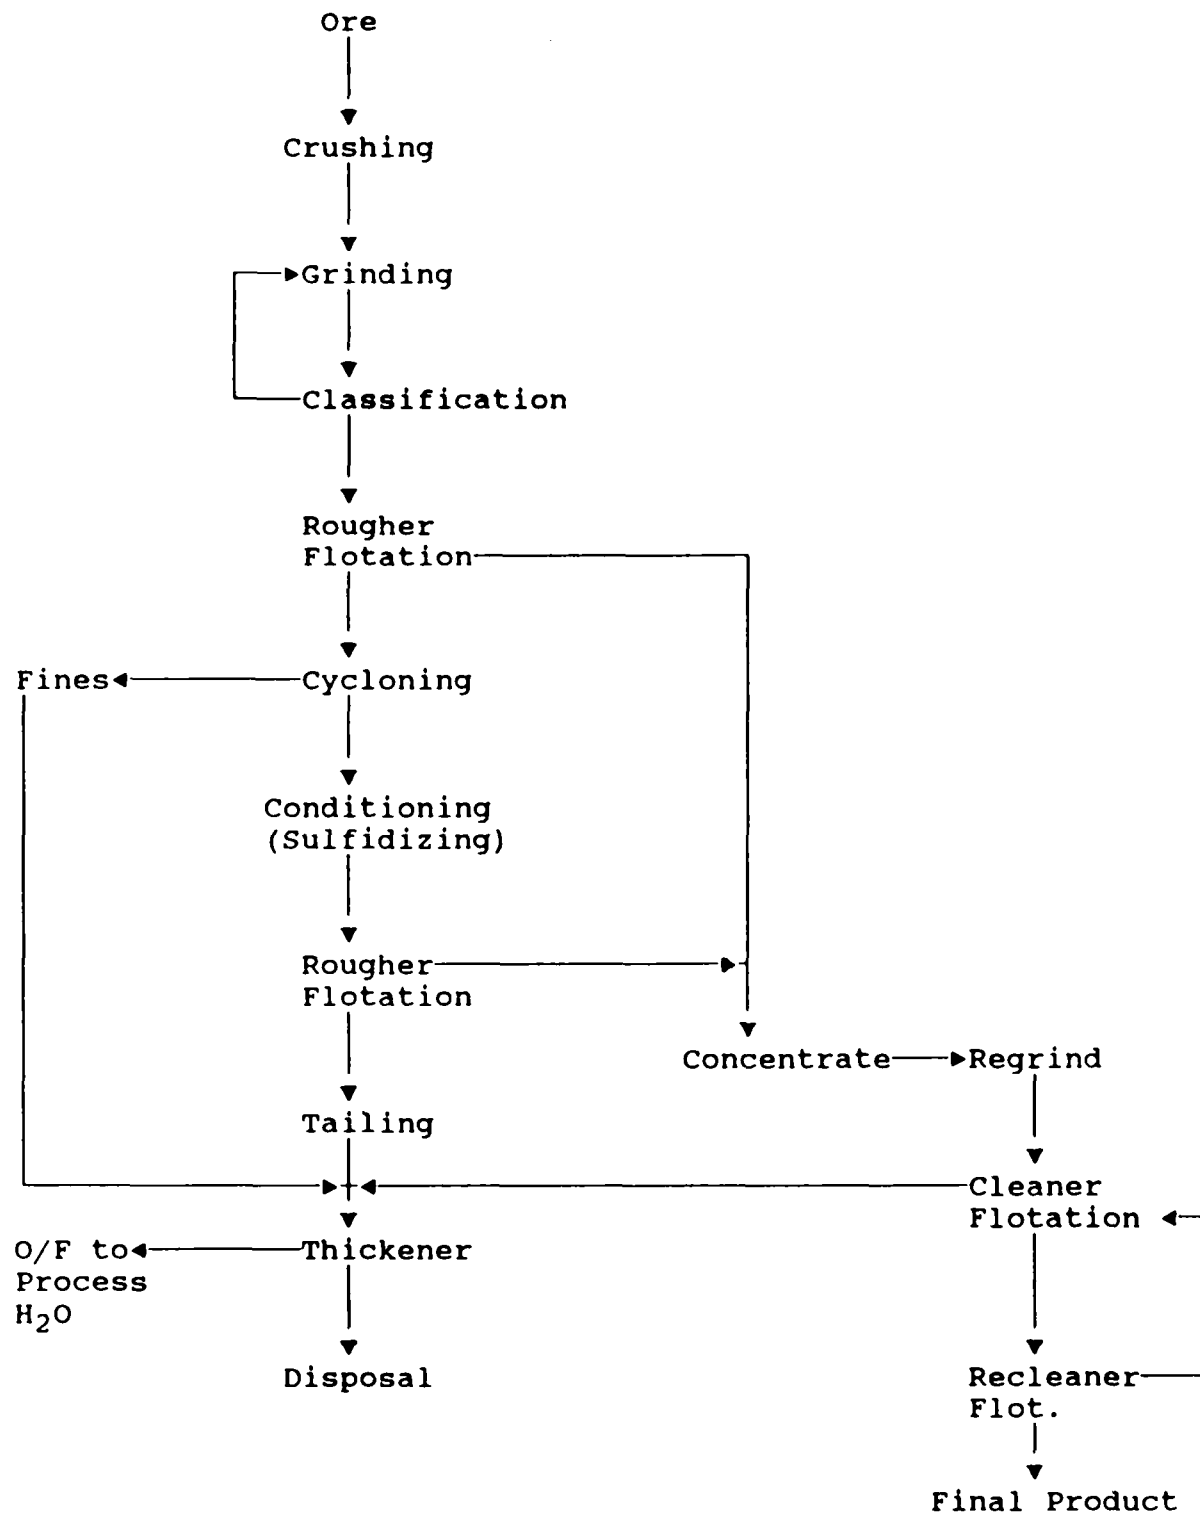 Ore
Crushing
Grinding
Classification
Rougher
Flotation
Fines
Cycloning
Conditioning
(Sulfidizing)
Rougher
Flotation
Concentrate
Regrind
Tailing
Cleaner
Flotation
O/F to
Process
H₂O
Thickener
Disposal
Recleaner
Flot.
Final Product